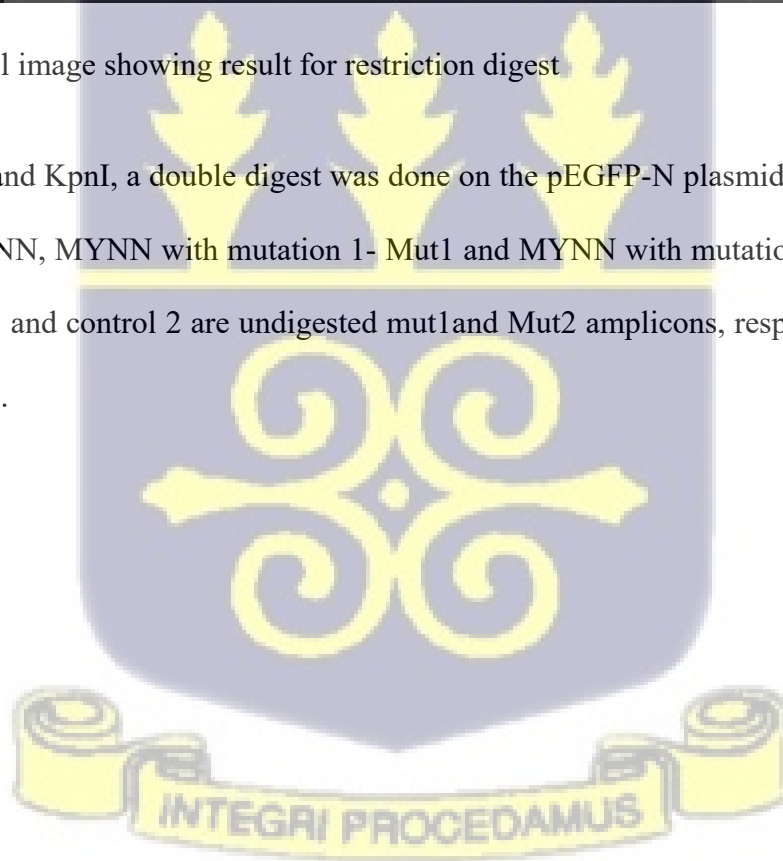 l image showing result for restriction digest
and KpnI, a double digest was done on the pEGFP-N plasmid
NN, MYNN with mutation 1- Mut1 and MYNN with mutatio
and control 2 are undigested mut1and Mut2 amplicons, resp
.
INTEGRI PROCEDAMUS